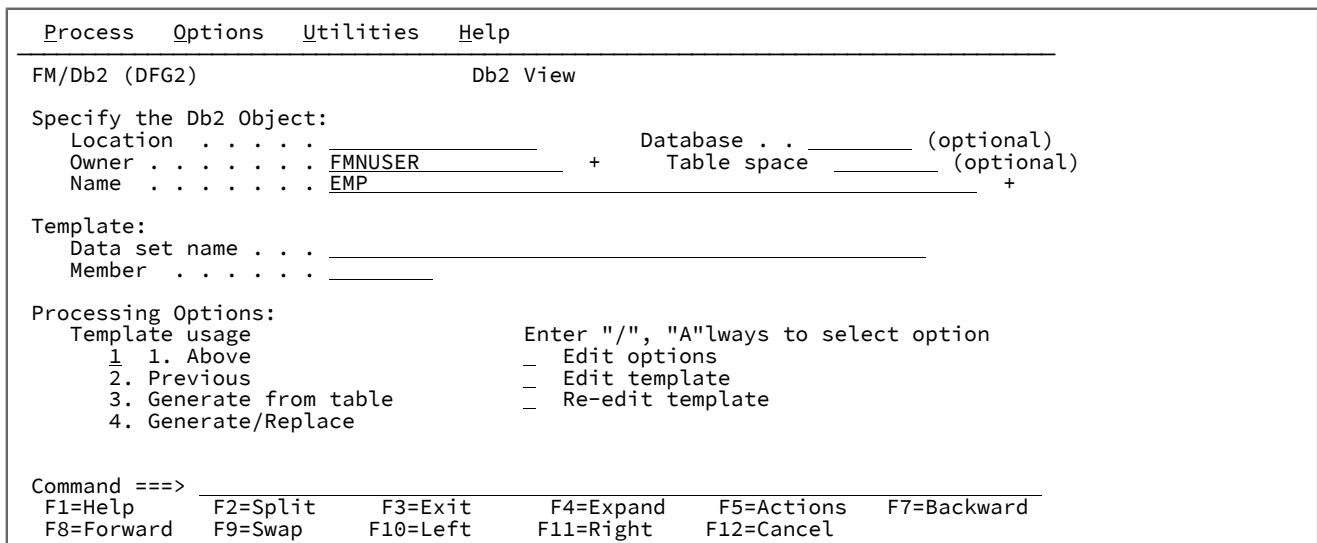 Process Options Utilities Help
FM/Db2 (DFG2) Db2 View
Specify the Db2 Object:
Location . . . . . Database . . (optional)
Owner . . . . . . . FMNUSER + Table space (optional)
Name . . . . . . . EMP +
Template:
Data set name . . .
Member . . . . . .
Processing Options:
Template usage Enter "/", "A"lways to select option
1 1. Above _ Edit options
2. Previous _ Edit template
3. Generate from table _ Re-edit template
4. Generate/Replace
Command ===>
F1=Help F2=Split F3=Exit F4=Expand F5=Actions F7=Backward
F8=Forward F9=Swap F10=Left F11=Right F12=Cancel